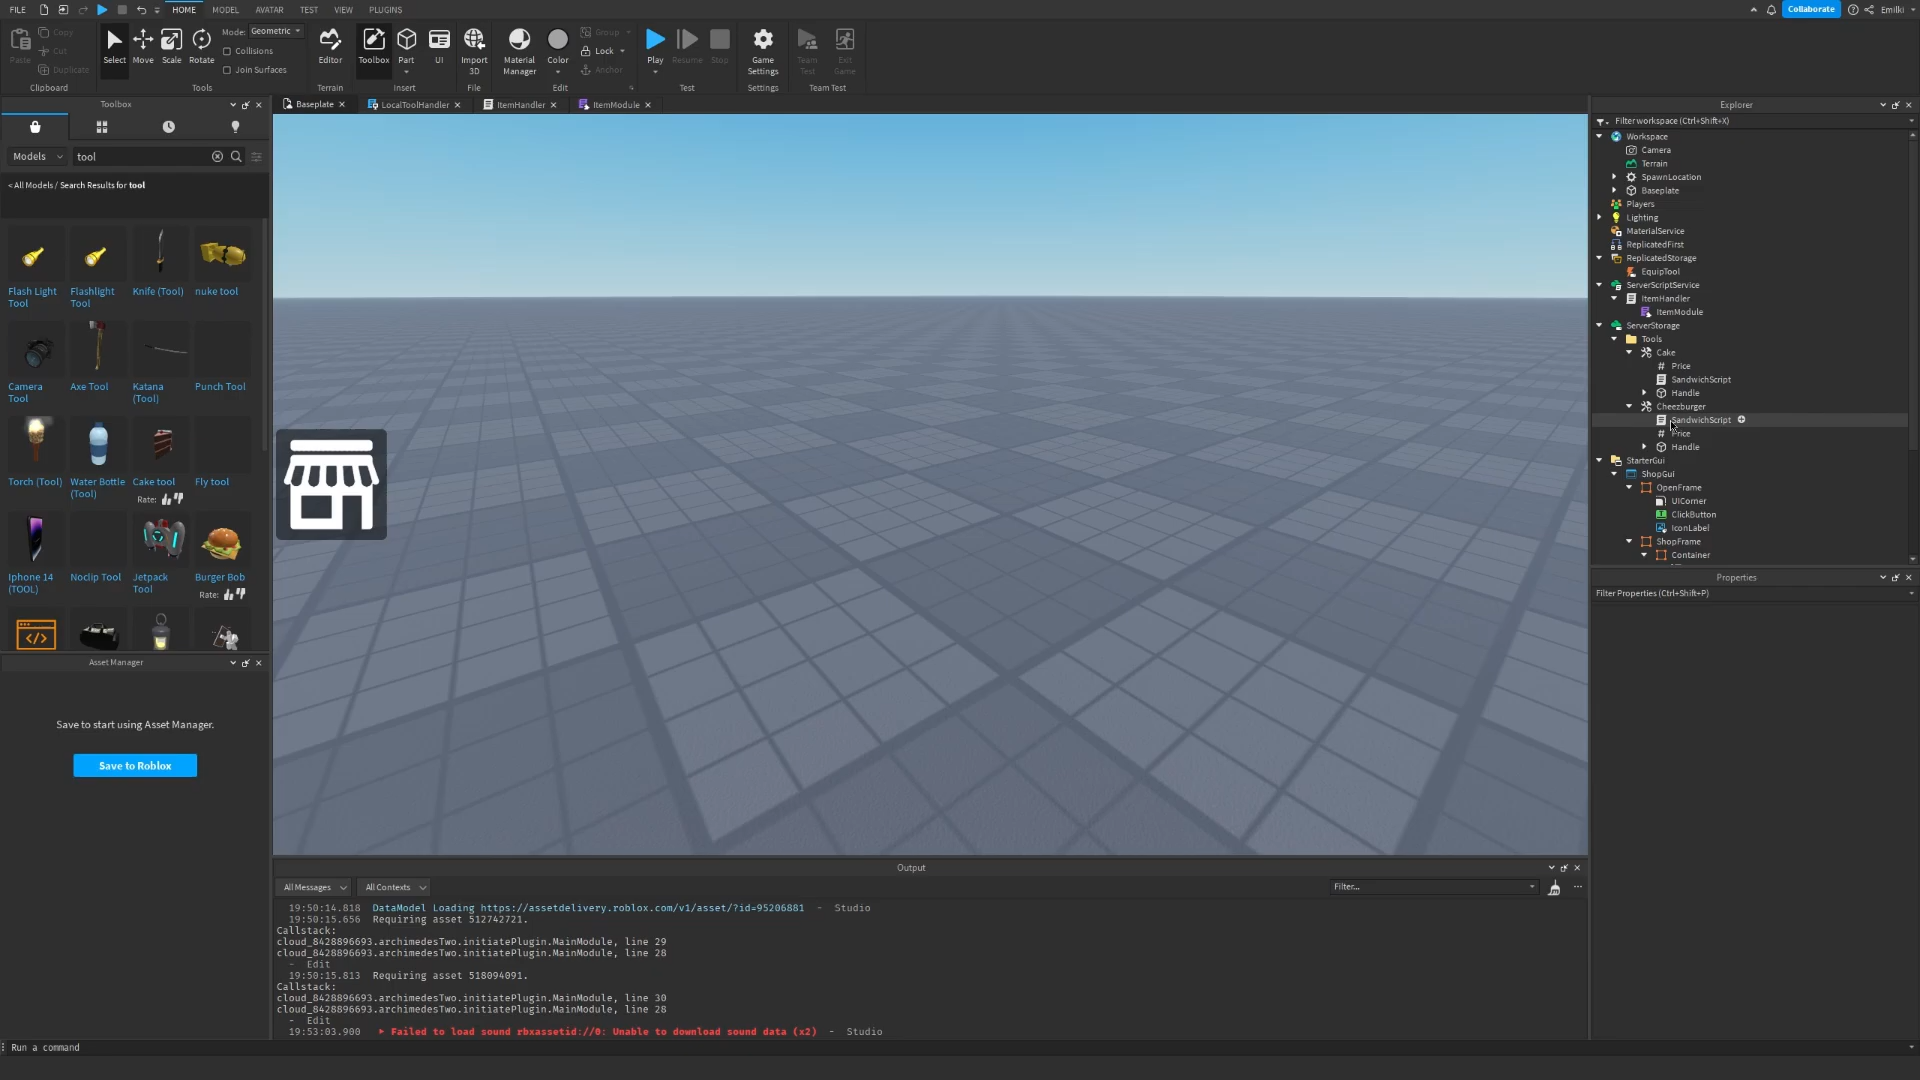 FILE HOME MODEL AVATAR TEST VIEW PLUGINS Collaborate Emilki
Paste Copy Cut Duplicate Select Move Scale Rotate Mode: Geometric Collisions Join Surfaces Editor Toolbox Part UI Import 3D Material Manager Color Group Lock Anchor Play Resume Stop Game Settings Team Test Exit Game
Clipboard Tools Terrain Insert File Edit Test Settings Team Test
Toolbox
Models tool
< All Models / Search Results for tool
Flash Light Tool
Flashlight Tool
Knife (Tool)
nuke tool
Camera Tool
Axe Tool
Katana (Tool)
Punch Tool
Torch (Tool)
Water Bottle (Tool)
Cake tool
Rate:
Fly tool
Iphone 14 (TOOL)
Noclip Tool
Jetpack Tool
Burger Bob
Rate:
Asset Manager
Save to start using Asset Manager.
Save to Roblox
Baseplate LocalToolHandler ItemHandler ItemModule
Output
All Messages All Contexts Filter...
19:50:14.818 DataModel Loading https://assetdelivery.roblox.com/v1/asset/?id=95206881 - Studio
19:50:15.656 Requiring asset 512742721.
Callstack:
cloud_8428896693.archimedesTwo.initiatePlugin.MainModule, line 29
cloud_8428896693.archimedesTwo.initiatePlugin.MainModule, line 28
- Edit
19:50:15.813 Requiring asset 518094091.
Callstack:
cloud_8428896693.archimedesTwo.initiatePlugin.MainModule, line 30
cloud_8428896693.archimedesTwo.initiatePlugin.MainModule, line 28
- Edit
19:53:03.900 Failed to load sound rbxassetid://0: Unable to download sound data (x2) - Studio
Run a command
Explorer
Filter workspace (Ctrl+Shift+X)
Workspace
Camera
Terrain
SpawnLocation
Baseplate
Players
Lighting
MaterialService
ReplicatedFirst
ReplicatedStorage
EquipTool
ServerScriptService
ItemHandler
ItemModule
ServerStorage
Tools
Cake
Price
SandwichScript
Handle
Cheezburger
SandwichScript
Price
Handle
StarterGui
ShopGui
OpenFrame
UICorner
ClickButton
IconLabel
ShopFrame
Container
Properties
Filter Properties (Ctrl+Shift+P)